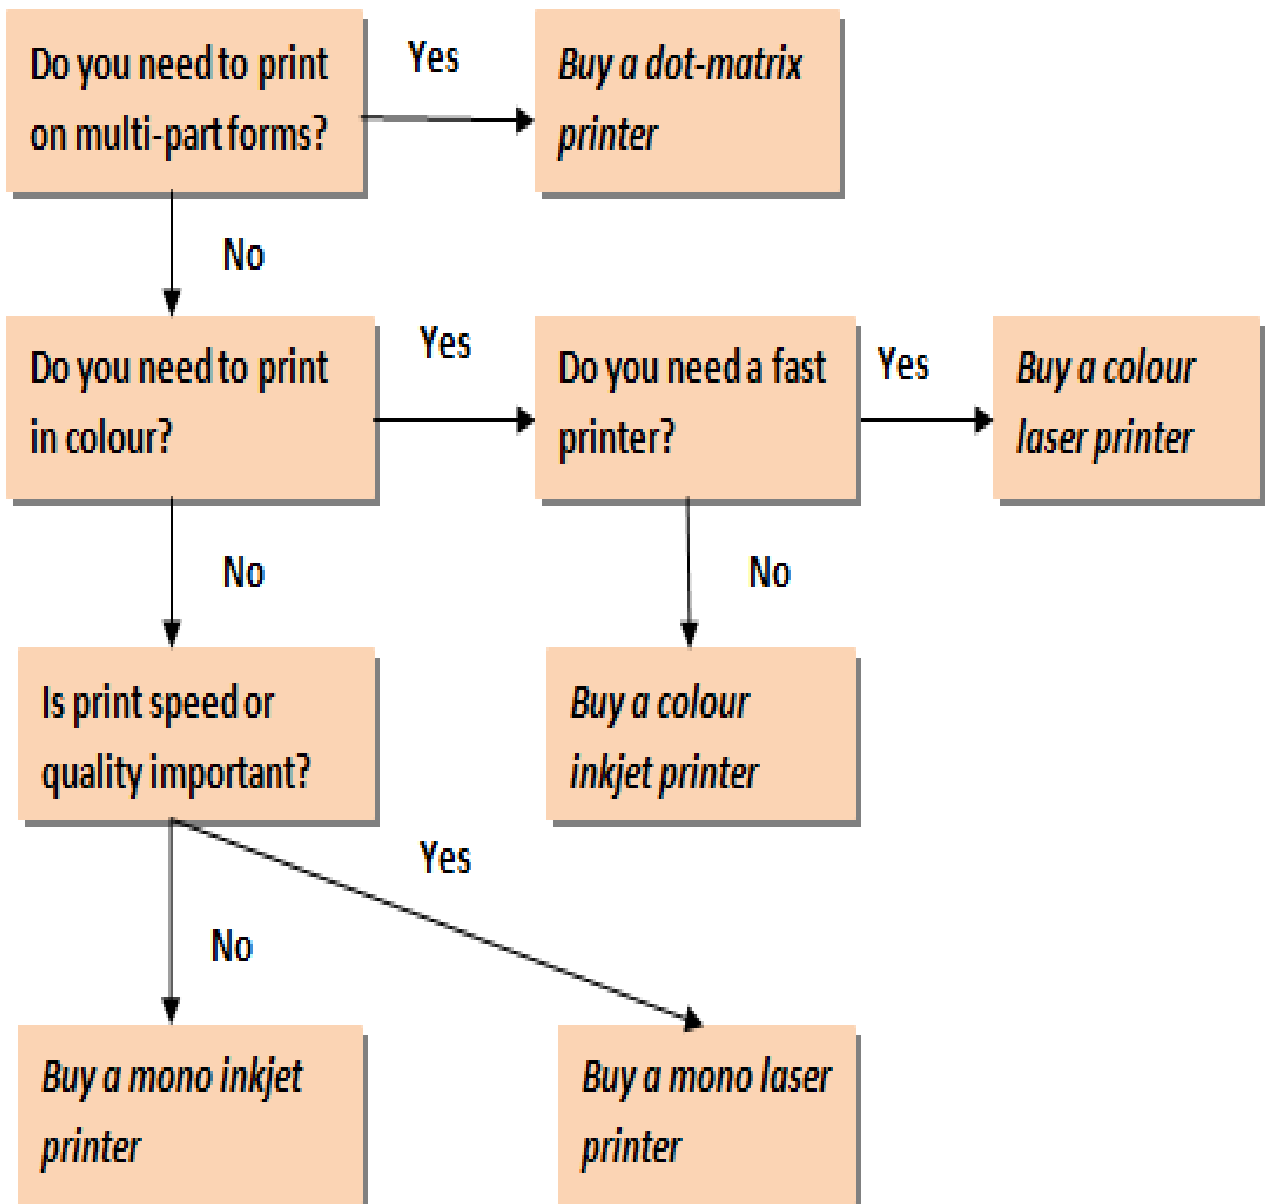 Do you need to print
on multi-part forms?
Yes
Buy a dot-matrix
printer
No
Do you need to print
in colour?
Yes
Do you need a fast
printer?
Yes
Buy a colour
laser printer
No
No
Is print speed or
quality important?
Buy a colour
inkjet printer
Yes
No
Buy a mono inkjet
printer
Buy a mono laser
printer